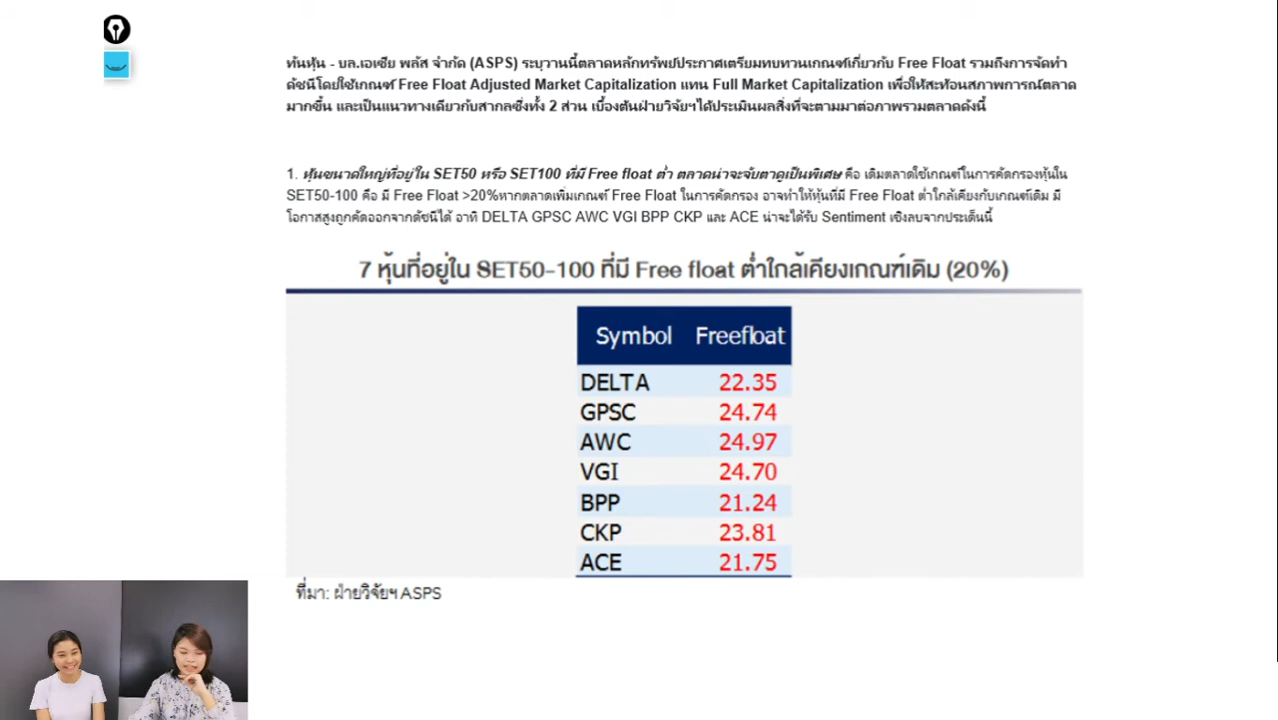 ทันหุ้น - บล.เอเซีย พลัส จำกัด (ASPS) ระบุวานนี้ตลาดหลักทรัพย์ประกาศเตรียมทบทวนเกณฑ์เกี่ยวกับ Free Float รวมถึงการจัดทำ
ดัชนีโดยใช้เกณฑ์ Free Float Adjusted Market Capitalization แทน Full Market Capitalization เพื่อให้สะท้อนสภาพการณ์ตลาด
มากขึ้น และเป็นแนวทางเดียวกับสากลซึ่งทั้ง 2 ส่วน เบื้องต้นฝ่ายวิจัยฯได้ประเมินผลสิ่งที่จะตามมาต่อภาพรวมตลาดดังนี้
1. หุ้นขนาดใหญ่ที่อยู่ใน SET50 หรือ SET100 ที่มี Free float ต่ำ ตลาดน่าจะจับตาดูเป็นพิเศษ คือ เดิมตลาดใช้เกณฑ์ในการคัดกรองหุ้นใน
SET50-100 คือ มี Free Float >20%หากตลาดเพิ่มเกณฑ์ Free Float ในการคัดกรอง อาจทำให้หุ้นที่มี Free Float ต่ำใกล้เคียงกับเกณฑ์เดิม มี
โอกาสสูงถูกคัดออกจากดัชนีได้ อาทิ DELTA GPSC AWC VGI BPP CKP และ ACE น่าจะได้รับ Sentiment เชิงลบจากประเด็นนี้
7 หุ้นที่อยู่ใน SET50-100 ที่มี Free float ต่ำใกล้เคียงเกณฑ์เดิม (20%)
Symbol Freefloat
DELTA 22.35
GPSC 24.74
AWC 24.97
VGI 24.70
BPP 21.24
CKP 23.81
ACE 21.75
ที่มา: ฝ่ายวิจัยฯ ASPS